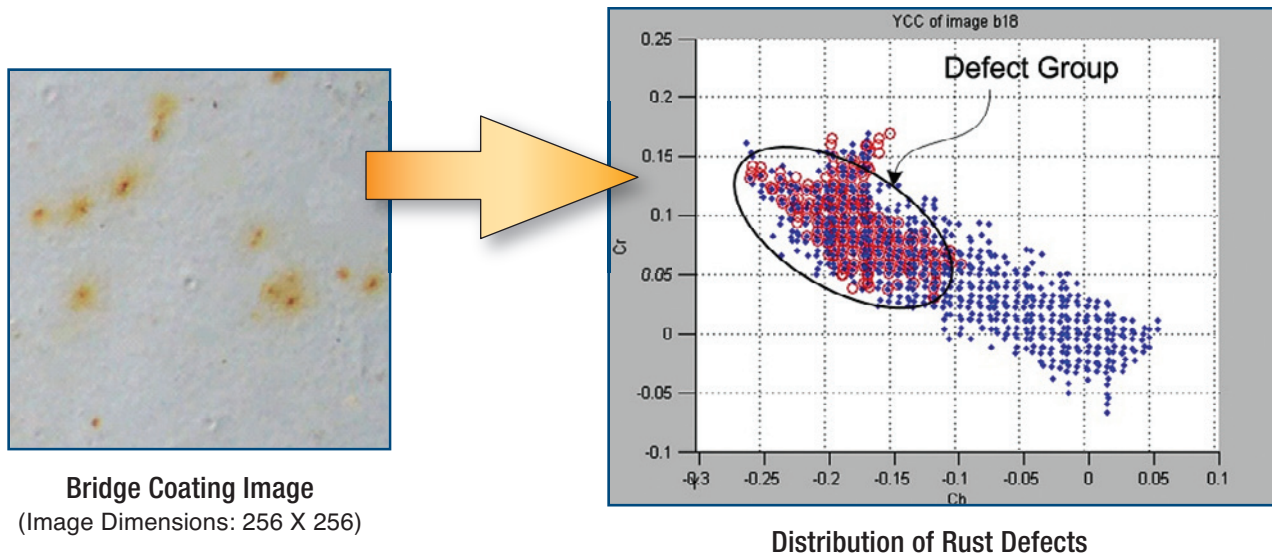 YCC of image b18
Defect Group
0.25
0.2
0.15
0.1
0.05
0
-0.05
-0.1
Cr
-0.25
-0.2
-0.15
-0.1
-0.05
0
0.05
0.1
Cb
Bridge Coating Image
(Image Dimensions: 256 X 256)
Distribution of Rust Defects